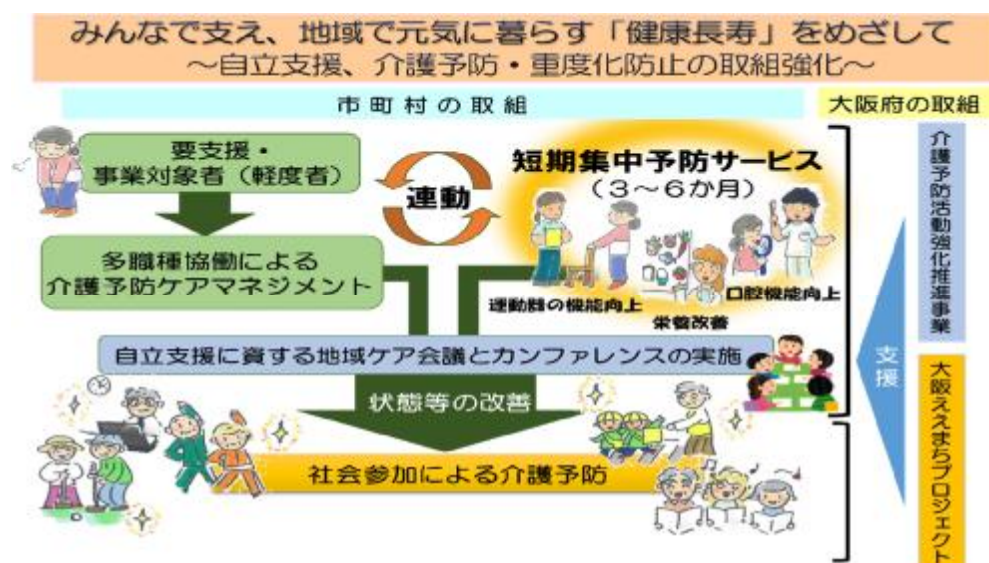 みんなで支え、地域で元気に暮らす「健康長寿」をめざして
～自立支援、介護予防・重度化防止の取組強化～
市町村の取組
大阪府の取組
要支援・
事業対象者（軽度者）
連動
短期集中予防サービス
（３～６か月）
多職種協働による
介護予防ケアマネジメント
運動器の機能向上
栄養改善
口腔機能向上
自立支援に資する地域ケア会議とカンファレンスの実施
状態等の改善
社会参加による介護予防
支援
介護予防活動強化推進事業
大阪ええまちプロジェクト